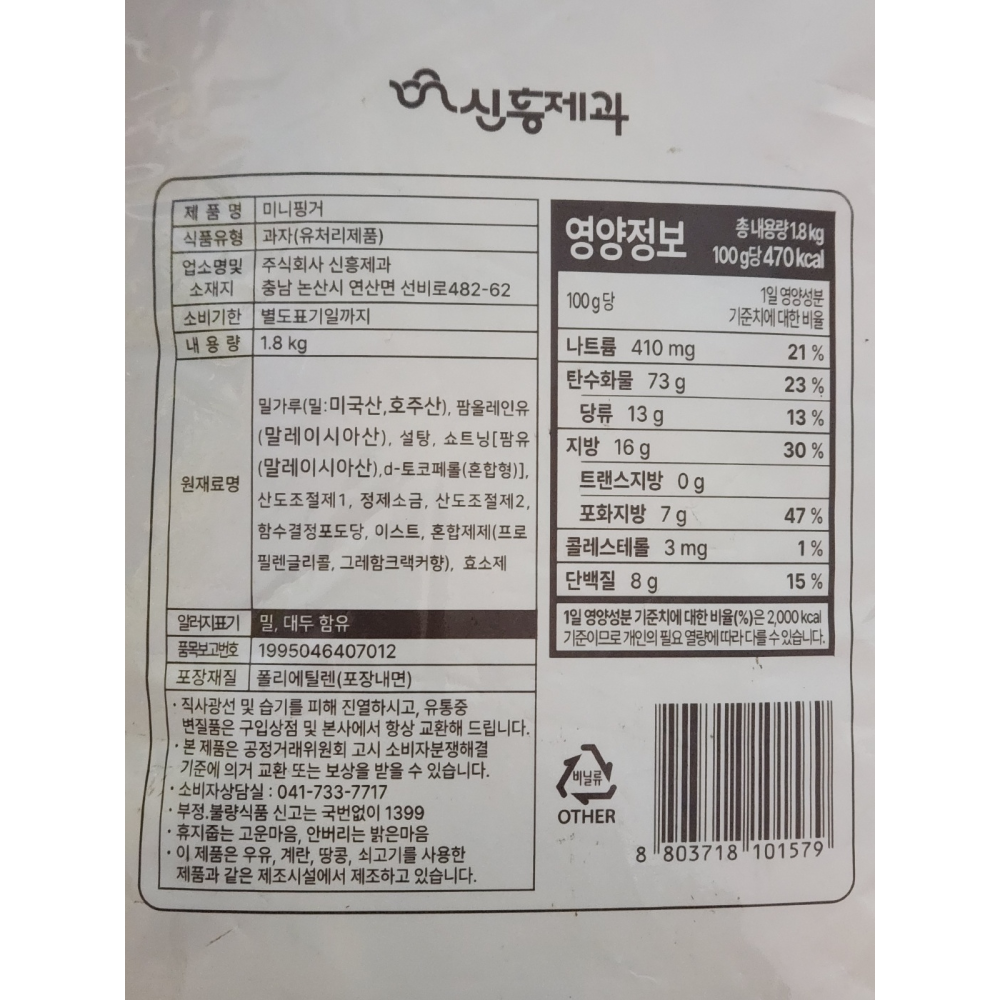 신흥제과
제 품 명 미니핑거
식품유형 과자(유처리제품)
업소명및 소재지 주식회사 신흥제과
충남 논산시 연산면 선비로482-62
소비기한 별도표기일까지
내 용 량 1.8 kg
원재료명
밀가루(밀:미국산,호주산), 팜올레인유
(말레이시아산), 설탕, 쇼트닝[팜유
(말레이시아산),d-토코페롤(혼합형)],
산도조절제1, 정제소금, 산도조절제2,
함수결정포도당, 이스트, 혼합제제(프로
필렌글리콜, 그레함크랙커향), 효소제
알러지표기 밀, 대두 함유
품목보고번호 1995046407012
포장재질 폴리에틸렌(포장내면)
· 직사광선 및 습기를 피해 진열하시고, 유통중
변질품은 구입상점 및 본사에서 항상 교환해 드립니다.
· 본 제품은 공정거래위원회 고시 소비자분쟁해결
기준에 의거 교환 또는 보상을 받을 수 있습니다.
· 소비자상담실 : 041-733-7717
· 부정.불량식품 신고는 국번없이 1399
· 휴지줍는 고운마음, 안버리는 밝은마음
· 이 제품은 우유, 계란, 땅콩, 쇠고기를 사용한
제품과 같은 제조시설에서 제조하고 있습니다.
영양정보
총 내용량 1.8 kg
100 g당 470 kcal
100 g당
1일 영양성분
기준치에 대한 비율
나트륨 410 mg 21 %
탄수화물 73 g 23 %
당류 13 g 13 %
지방 16 g 30 %
트랜스지방 0 g
포화지방 7 g 47 %
콜레스테롤 3 mg 1 %
단백질 8 g 15 %
1일 영양성분 기준치에 대한 비율(%)은 2,000 kcal
기준이므로 개인의 필요 열량에 따라 다를 수 있습니다.
비닐류
OTHER
8 803718 101579